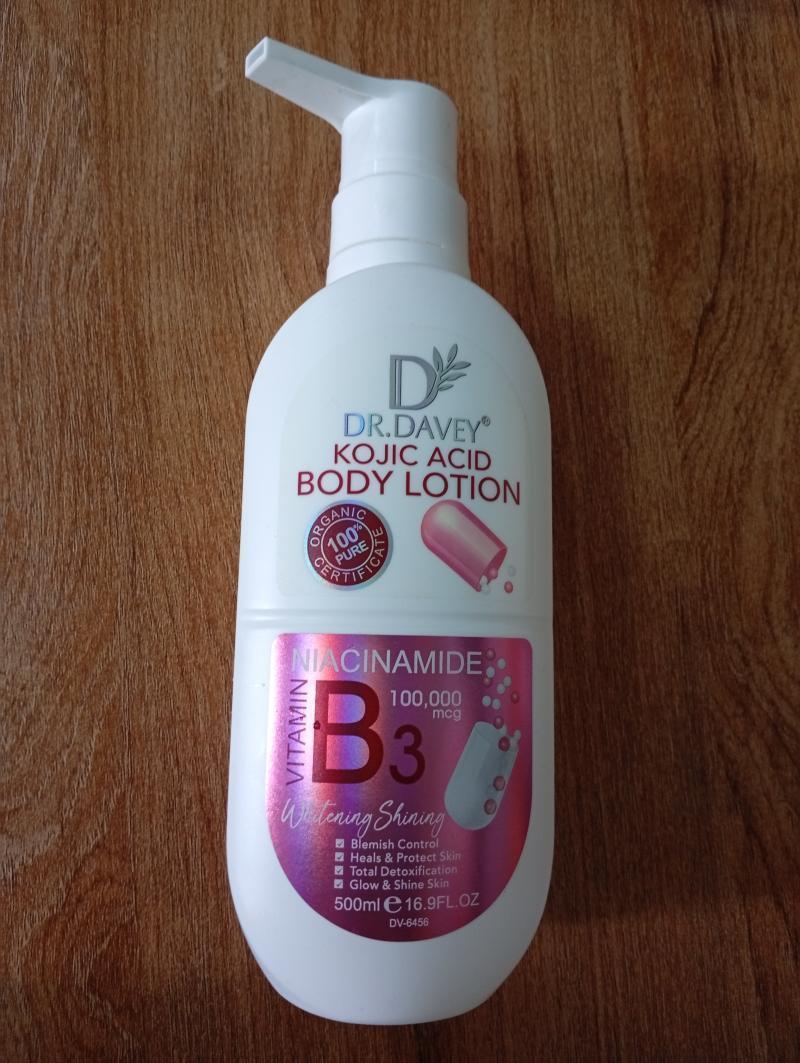 DR.DAVEY®
KOJIC ACID
BODY LOTION
ORGANIC
100%
PURE
CERTIFICATE
NIACINAMIDE
VITAMIN
B3
100,000
mcg
Whitening Shining
Blemish Control
Heals & Protect Skin
Total Detoxification
Glow & Shine Skin
500ml ℮ 16.9FL.OZ
DV-6456